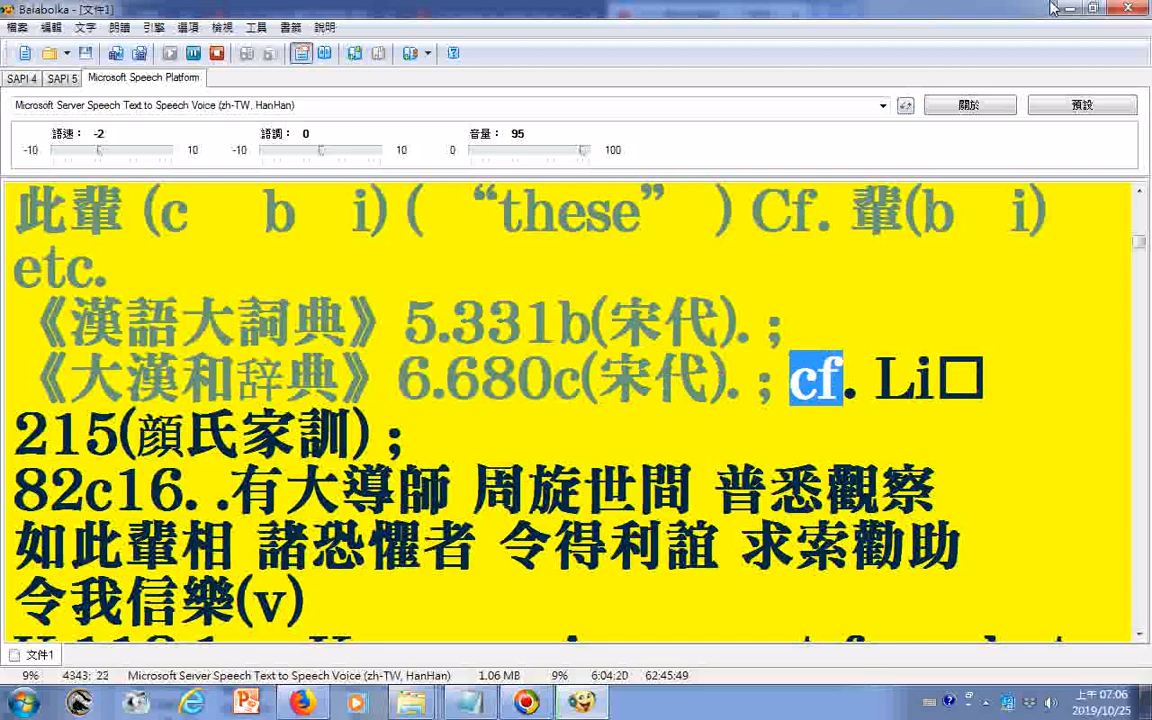 Balabolka - [文件1]
檔案 編輯 文字 朗讀 引擎 選項 檢視 工具 書籤 說明
SAPI 4 SAPI 5 Microsoft Speech Platform
Microsoft Server Speech Text to Speech Voice (zh-TW, HanHan) 關於 預設
語速： -2 語調： 0 音量： 95
-10 10 -10 10 0 100
此輩 (c b i) ( “these” ) Cf. 輩(b i)
etc.
《漢語大詞典》 5.331b(宋代). ;
《大漢和辞典》 6.680c(宋代). ; cf. Li□
215(顔氏家訓) ;
82c16. .有大導師 周旋世間 普悉觀察
如此輩相 諸恐懼者 令得利誼 求索勸助
令我信樂(v)
文件1
9% 4343: 23 Microsoft Server Speech Text to Speech Voice (zh-TW, HanHan) 1.06 MB 9% 6:04:20 62:45:49
上午 07:06
2019/10/25